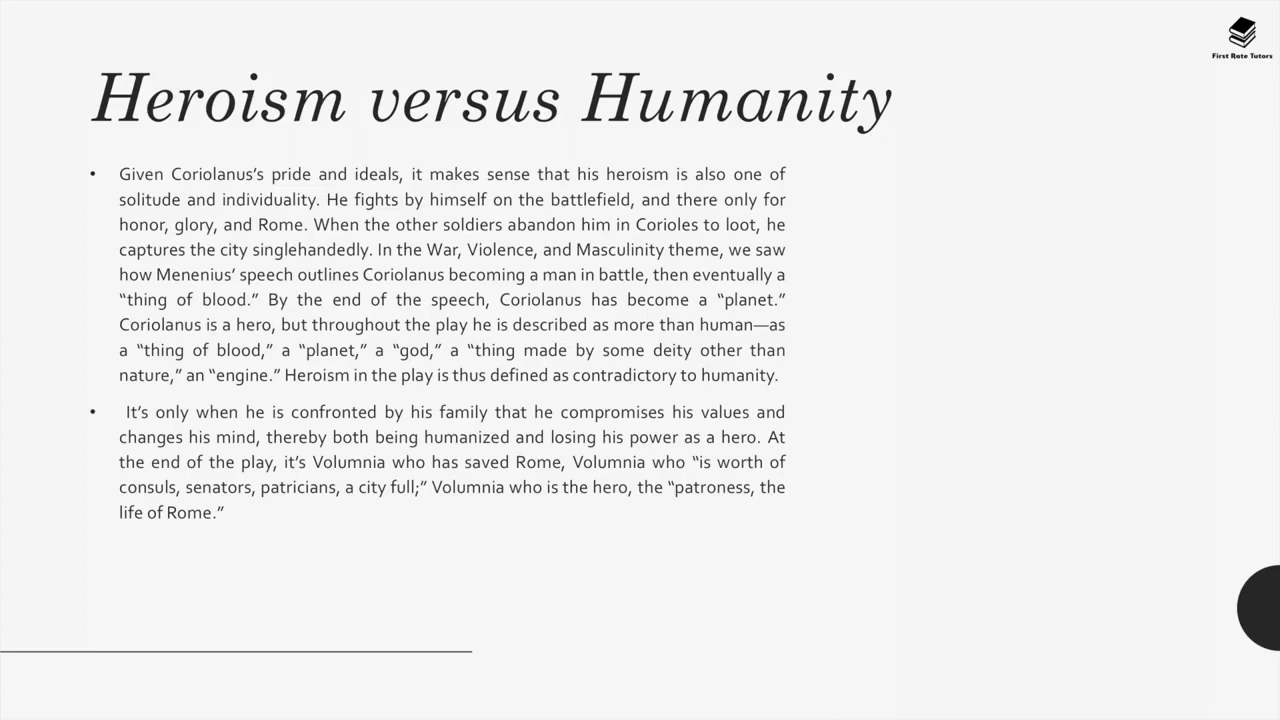 First Rate Tutors
Heroism versus Humanity
• Given Coriolanus’s pride and ideals, it makes sense that his heroism is also one of
solitude and individuality. He fights by himself on the battlefield, and there only for
honor, glory, and Rome. When the other soldiers abandon him in Corioles to loot, he
captures the city singlehandedly. In the War, Violence, and Masculinity theme, we saw
how Menenius’ speech outlines Coriolanus becoming a man in battle, then eventually a
“thing of blood.” By the end of the speech, Coriolanus has become a “planet.”
Coriolanus is a hero, but throughout the play he is described as more than human—as
a “thing of blood,” a “planet,” a “god,” a “thing made by some deity other than
nature,” an “engine.” Heroism in the play is thus defined as contradictory to humanity.
• It’s only when he is confronted by his family that he compromises his values and
changes his mind, thereby both being humanized and losing his power as a hero. At
the end of the play, it’s Volumnia who has saved Rome, Volumnia who “is worth of
consuls, senators, patricians, a city full;” Volumnia who is the hero, the “patroness, the
life of Rome.”